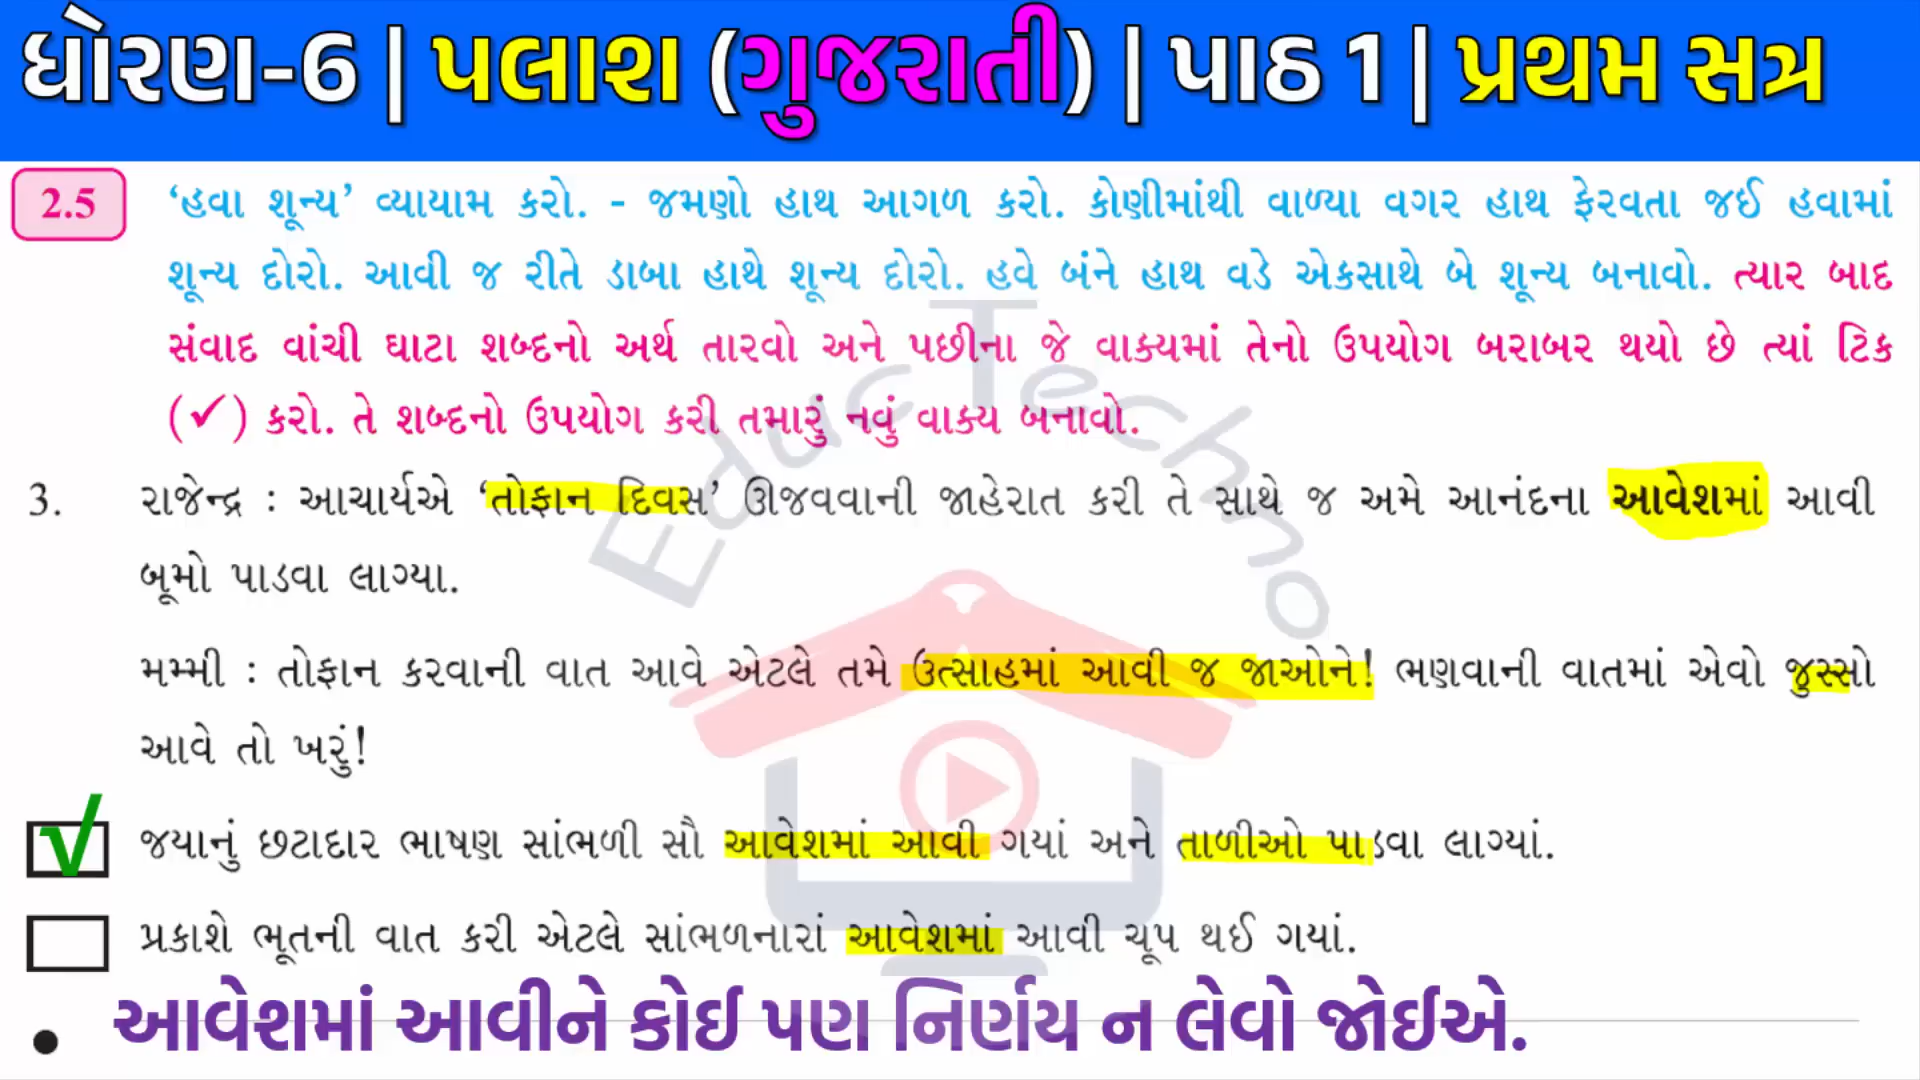 ધોરણ-6 | પલાશ (ગુજરાતી) | પાઠ 1 | પ્રથમ સત્ર
2.5 ‘હવા શૂન્ય’ વ્યાયામ કરો. - જમણો હાથ આગળ કરો. કોણીમાંથી વાળ્યા વગર હાથ ફેરવતા જઈ હવામાં
શૂન્ય દોરો. આવી જ રીતે ડાબા હાથે શૂન્ય દોરો. હવે બંને હાથ વડે એકસાથે બે શૂન્ય બનાવો. ત્યાર બાદ
સંવાદ વાંચી ઘાટા શબ્દનો અર્થ તારવો અને પછીના જે વાક્યમાં તેનો ઉપયોગ બરાબર થયો છે ત્યાં ટિક
(✓) કરો. તે શબ્દનો ઉપયોગ કરી તમારું નવું વાક્ય બનાવો.
3. રાજેન્દ્ર : આચાર્યએ ‘તોફાન દિવસ’ ઊજવવાની જાહેરાત કરી તે સાથે જ અમે આનંદના આવેશમાં આવી
બૂમો પાડવા લાગ્યા.
મમ્મી : તોફાન કરવાની વાત આવે એટલે તમે ઉત્સાહમાં આવી જ જાઓને! ભણવાની વાતમાં એવો જુસ્સો
આવે તો ખરું!
√ જયાનું છટાદાર ભાષણ સાંભળી સૌ આવેશમાં આવી ગયાં અને તાળીઓ પાડવા લાગ્યાં.
પ્રકાશે ભૂતની વાત કરી એટલે સાંભળનારાં આવેશમાં આવી ચૂપ થઈ ગયાં.
• આવેશમાં આવીને કોઈ પણ નિર્ણય ન લેવો જોઈએ.
EducTechno